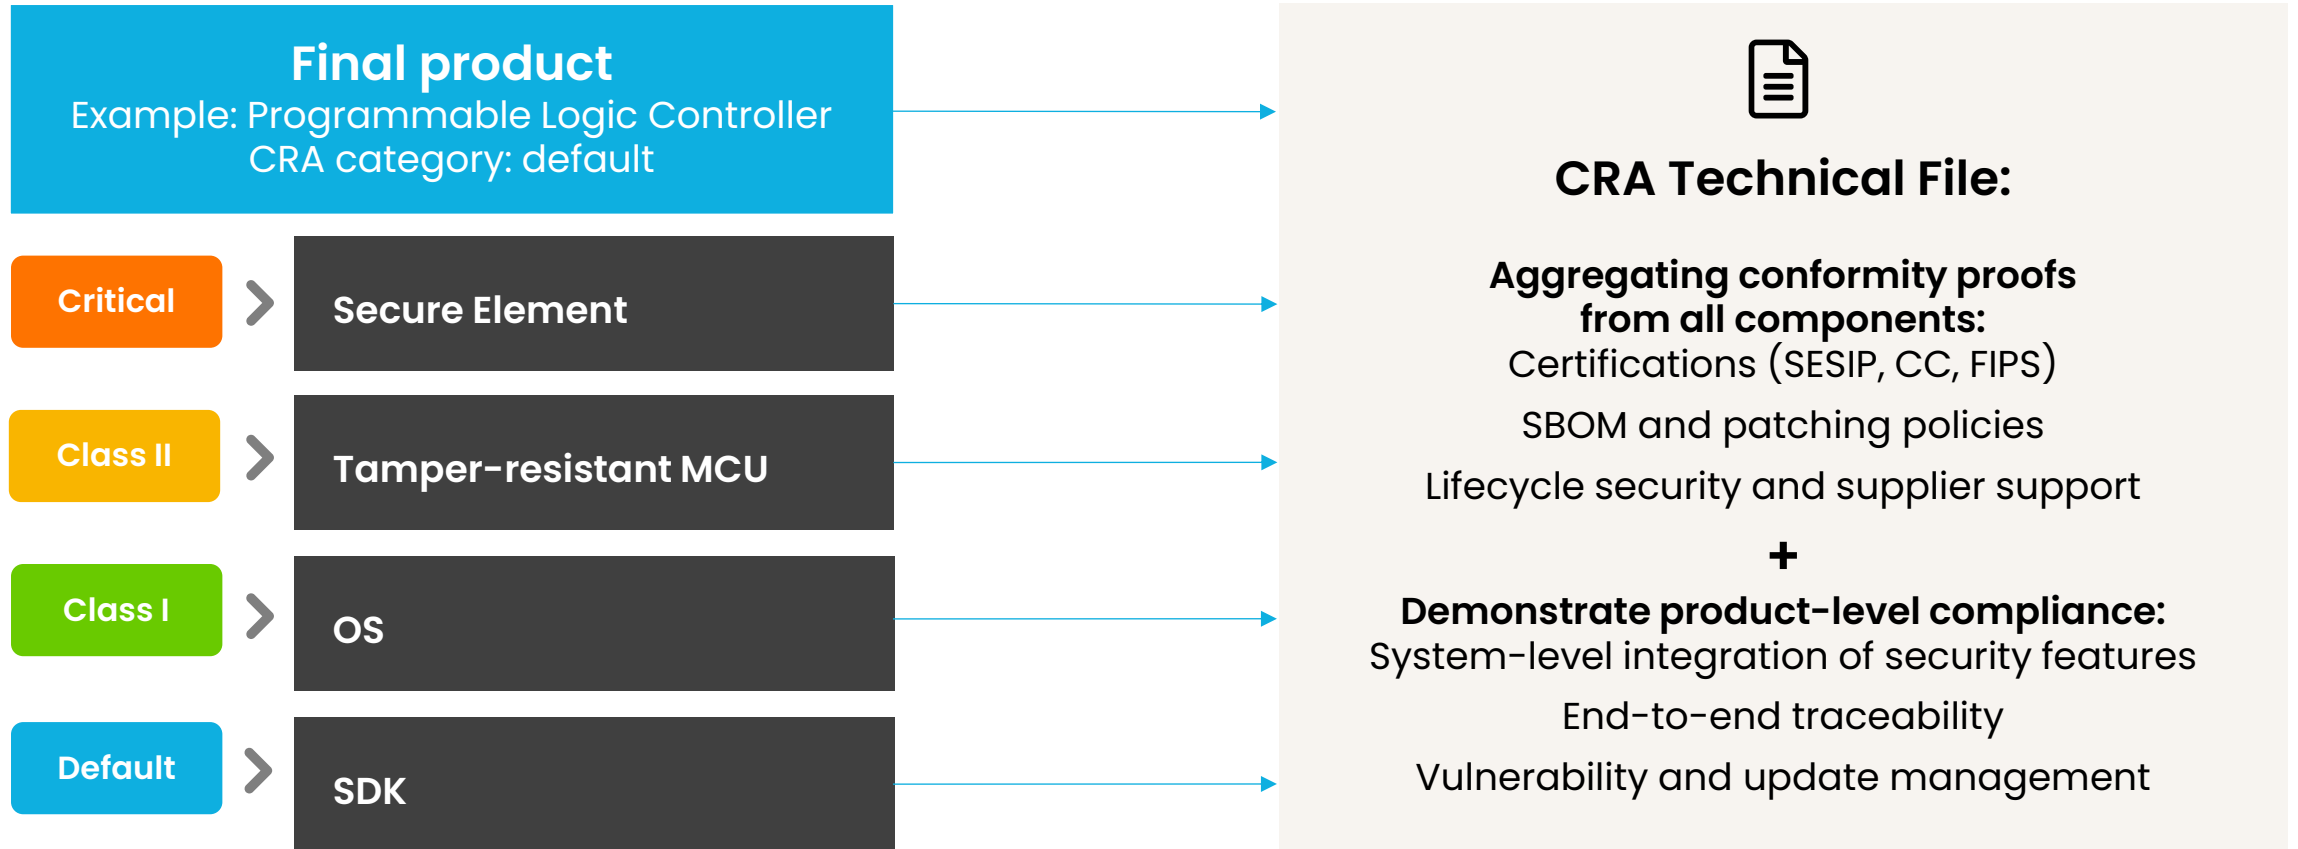 Final product
Example: Programmable Logic Controller
CRA category: default
Critical
Secure Element
Class II
Tamper-resistant MCU
Class I
OS
Default
SDK
CRA Technical File:
Aggregating conformity proofs
from all components:
Certifications (SESIP, CC, FIPS)
SBOM and patching policies
Lifecycle security and supplier support
+
Demonstrate product-level compliance:
System-level integration of security features
End-to-end traceability
Vulnerability and update management